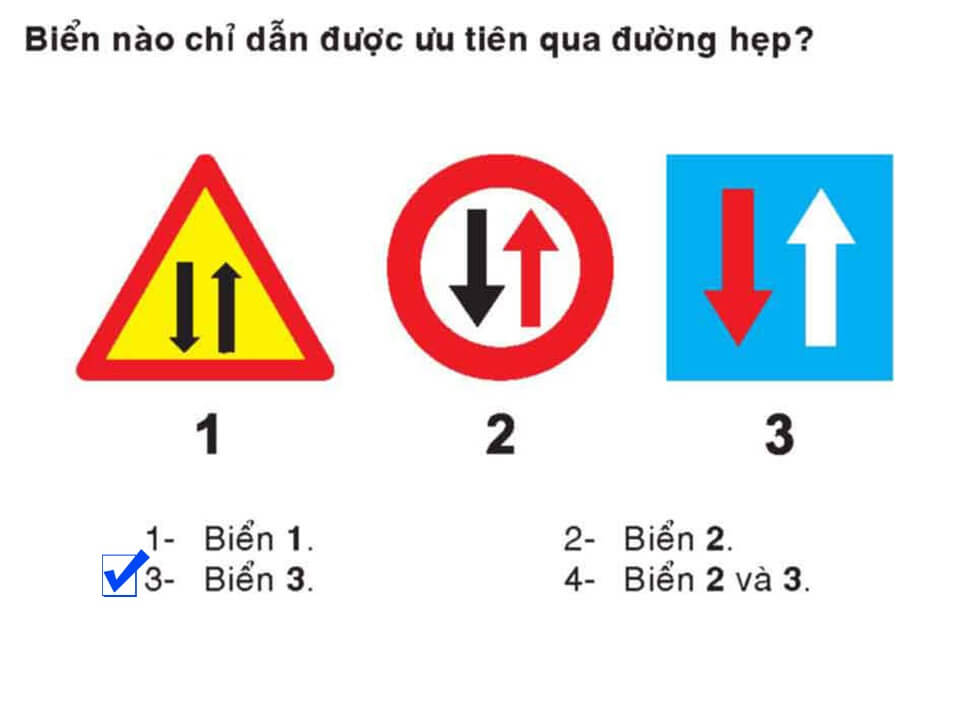 Biển nào chỉ dẫn được ưu tiên qua đường hẹp?
1 2 3
1- Biển 1. 2- Biển 2.
3- Biển 3. 4- Biển 2 và 3.